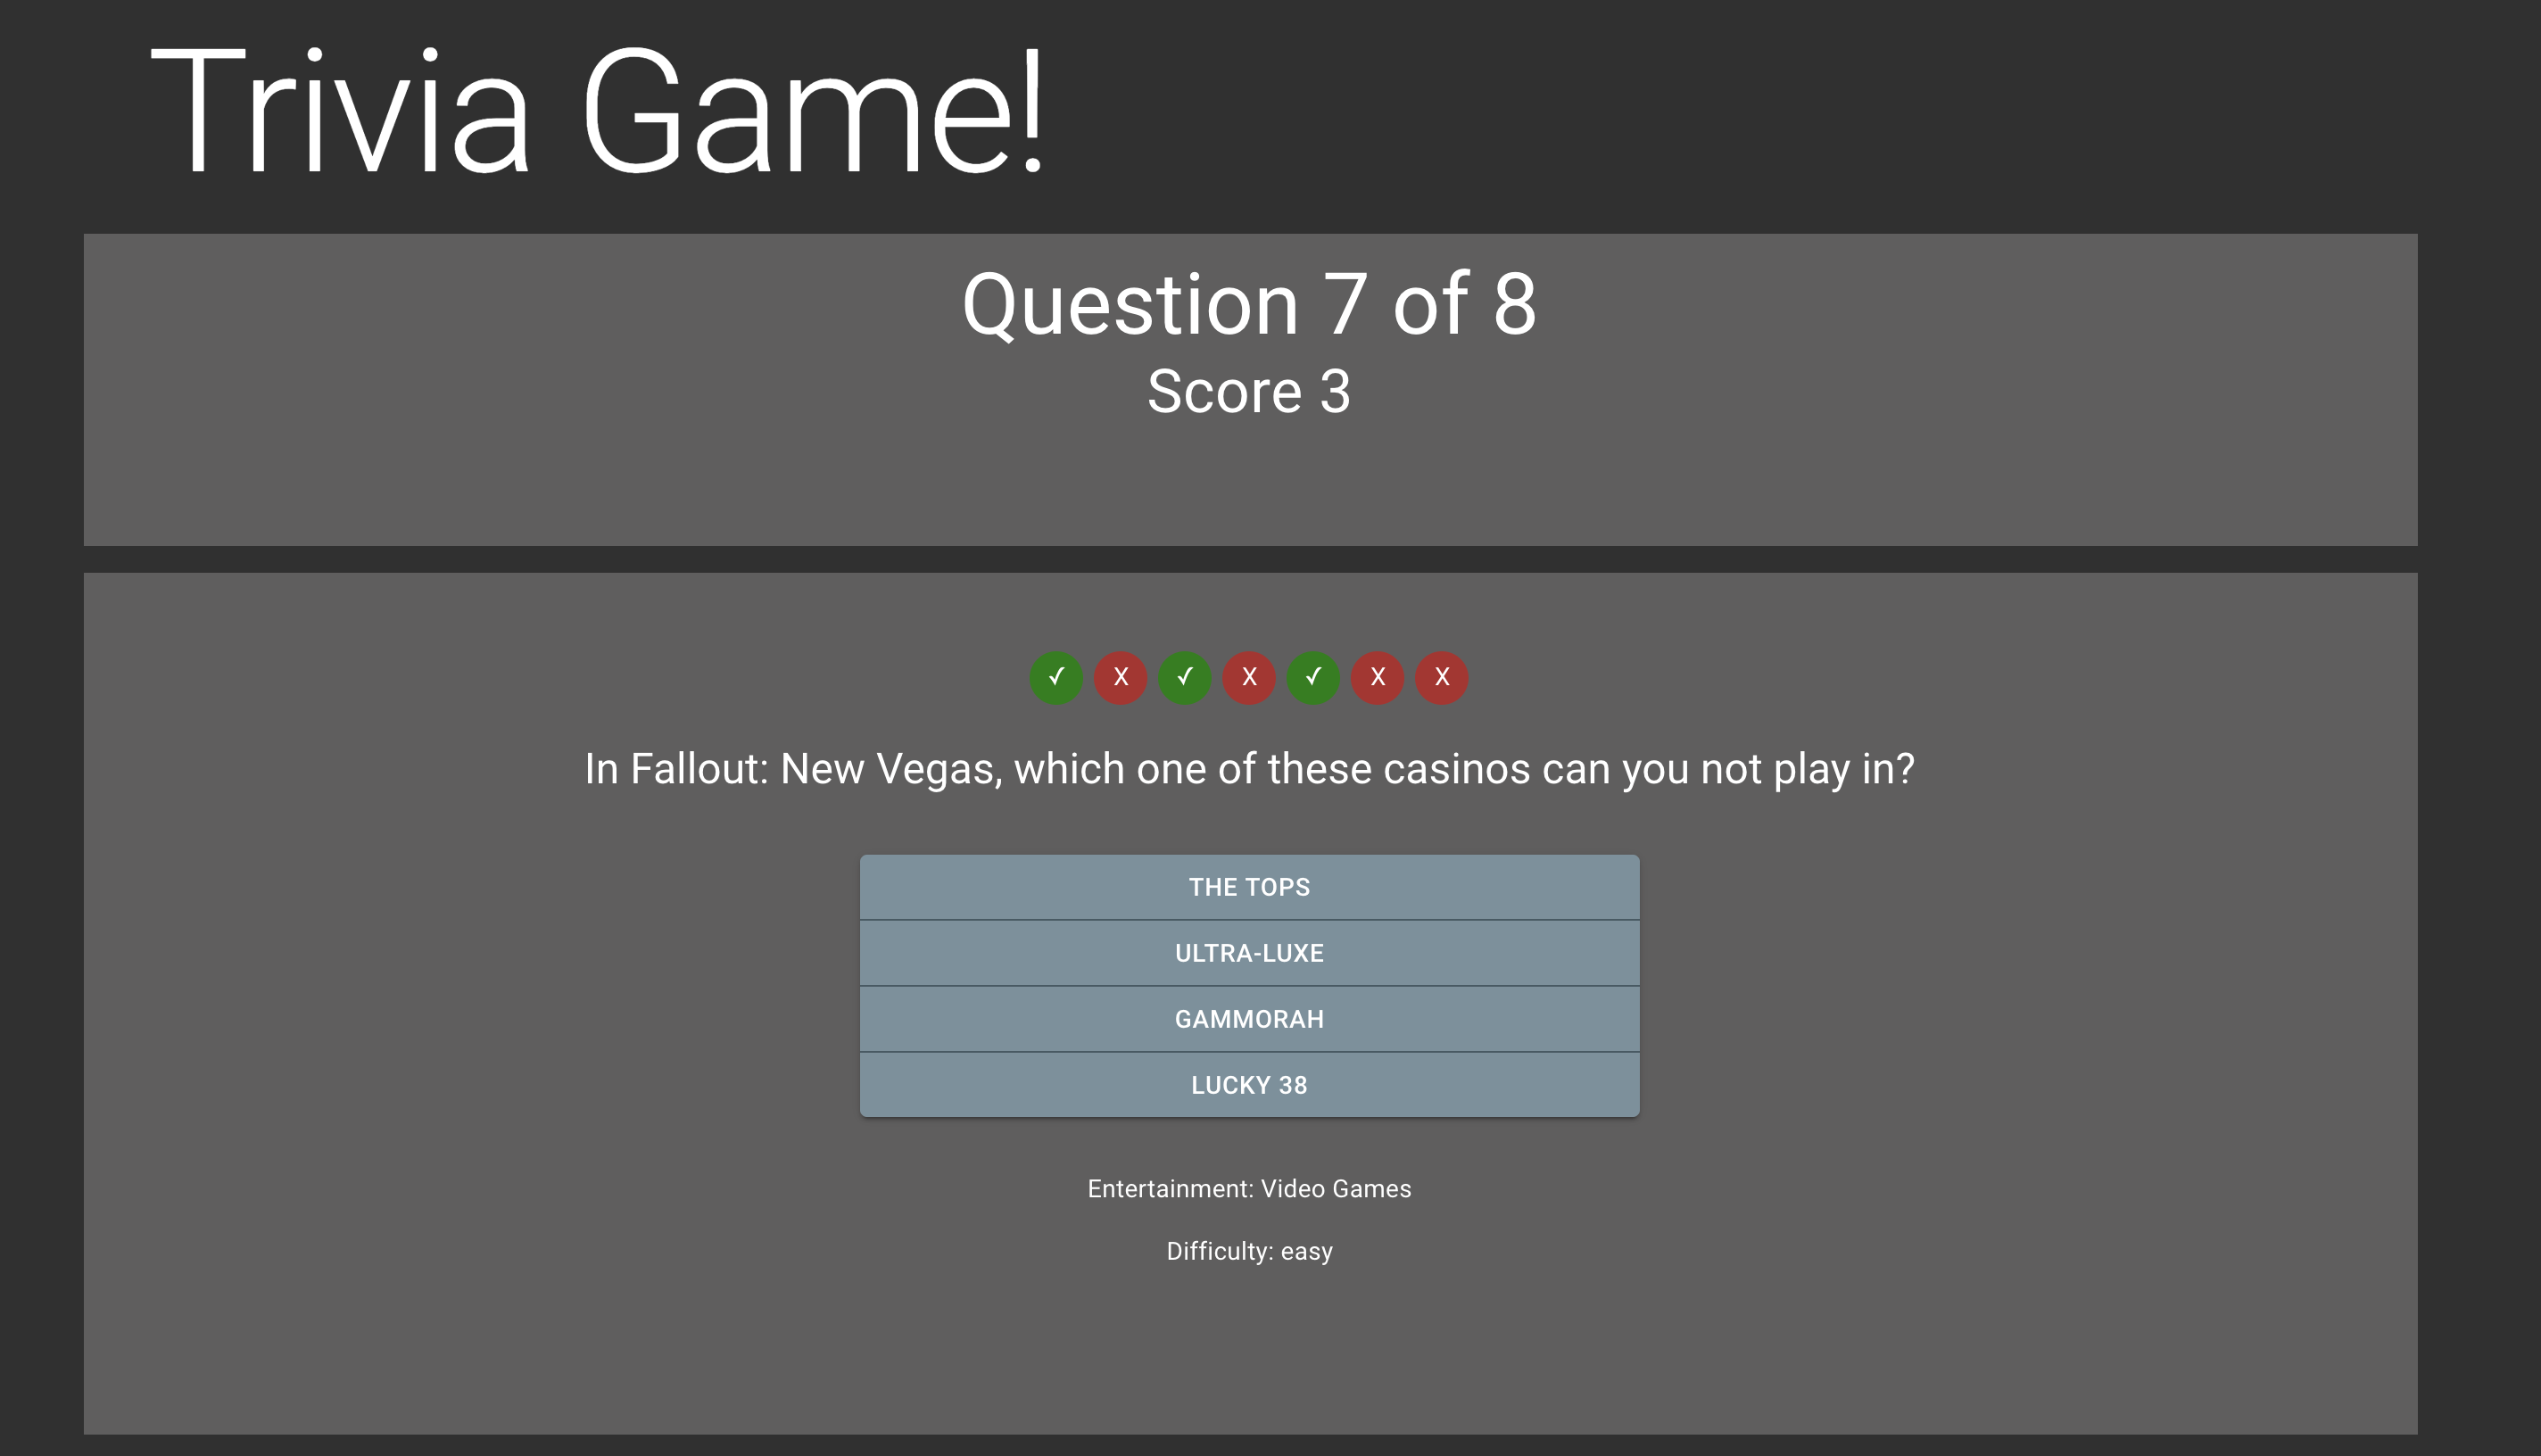 Trivia Game!
Question 7 of 8
Score 3
✓ X ✓ X ✓ X X
In Fallout: New Vegas, which one of these casinos can you not play in?
THE TOPS
ULTRA-LUXE
GAMMORAH
LUCKY 38
Entertainment: Video Games
Difficulty: easy